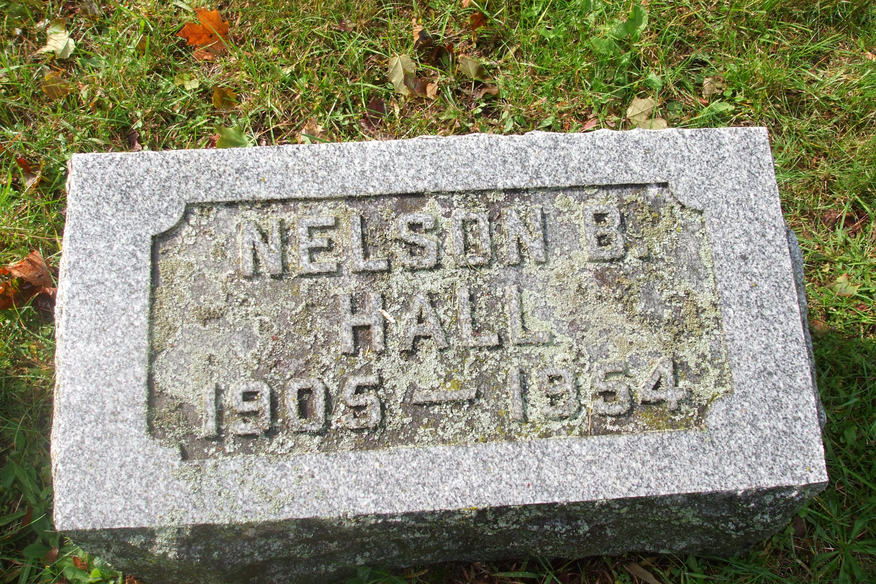 NELSON B.
HALL
1905 — 1954